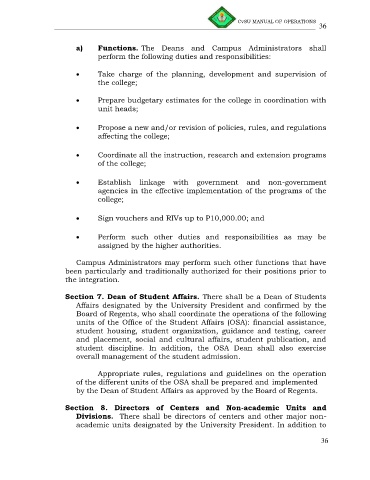 CvSU MANUAL OF OPERATIONS
36
a) Functions. The Deans and Campus Administrators shall
perform the following duties and responsibilities:
• Take charge of the planning, development and supervision of
the college;
• Prepare budgetary estimates for the college in coordination with
unit heads;
• Propose a new and/or revision of policies, rules, and regulations
affecting the college;
• Coordinate all the instruction, research and extension programs
of the college;
• Establish linkage with government and non-government
agencies in the effective implementation of the programs of the
college;
• Sign vouchers and RIVs up to P10,000.00; and
• Perform such other duties and responsibilities as may be
assigned by the higher authorities.
Campus Administrators may perform such other functions that have
been particularly and traditionally authorized for their positions prior to
the integration.
Section 7. Dean of Student Affairs. There shall be a Dean of Students
Affairs designated by the University President and confirmed by the
Board of Regents, who shall coordinate the operations of the following
units of the Office of the Student Affairs (OSA): financial assistance,
student housing, student organization, guidance and testing, career
and placement, social and cultural affairs, student publication, and
student discipline. In addition, the OSA Dean shall also exercise
overall management of the student admission.
Appropriate rules, regulations and guidelines on the operation
of the different units of the OSA shall be prepared and implemented
by the Dean of Student Affairs as approved by the Board of Regents.
Section 8. Directors of Centers and Non-academic Units and
Divisions. There shall be directors of centers and other major non-
academic units designated by the University President. In addition to
36